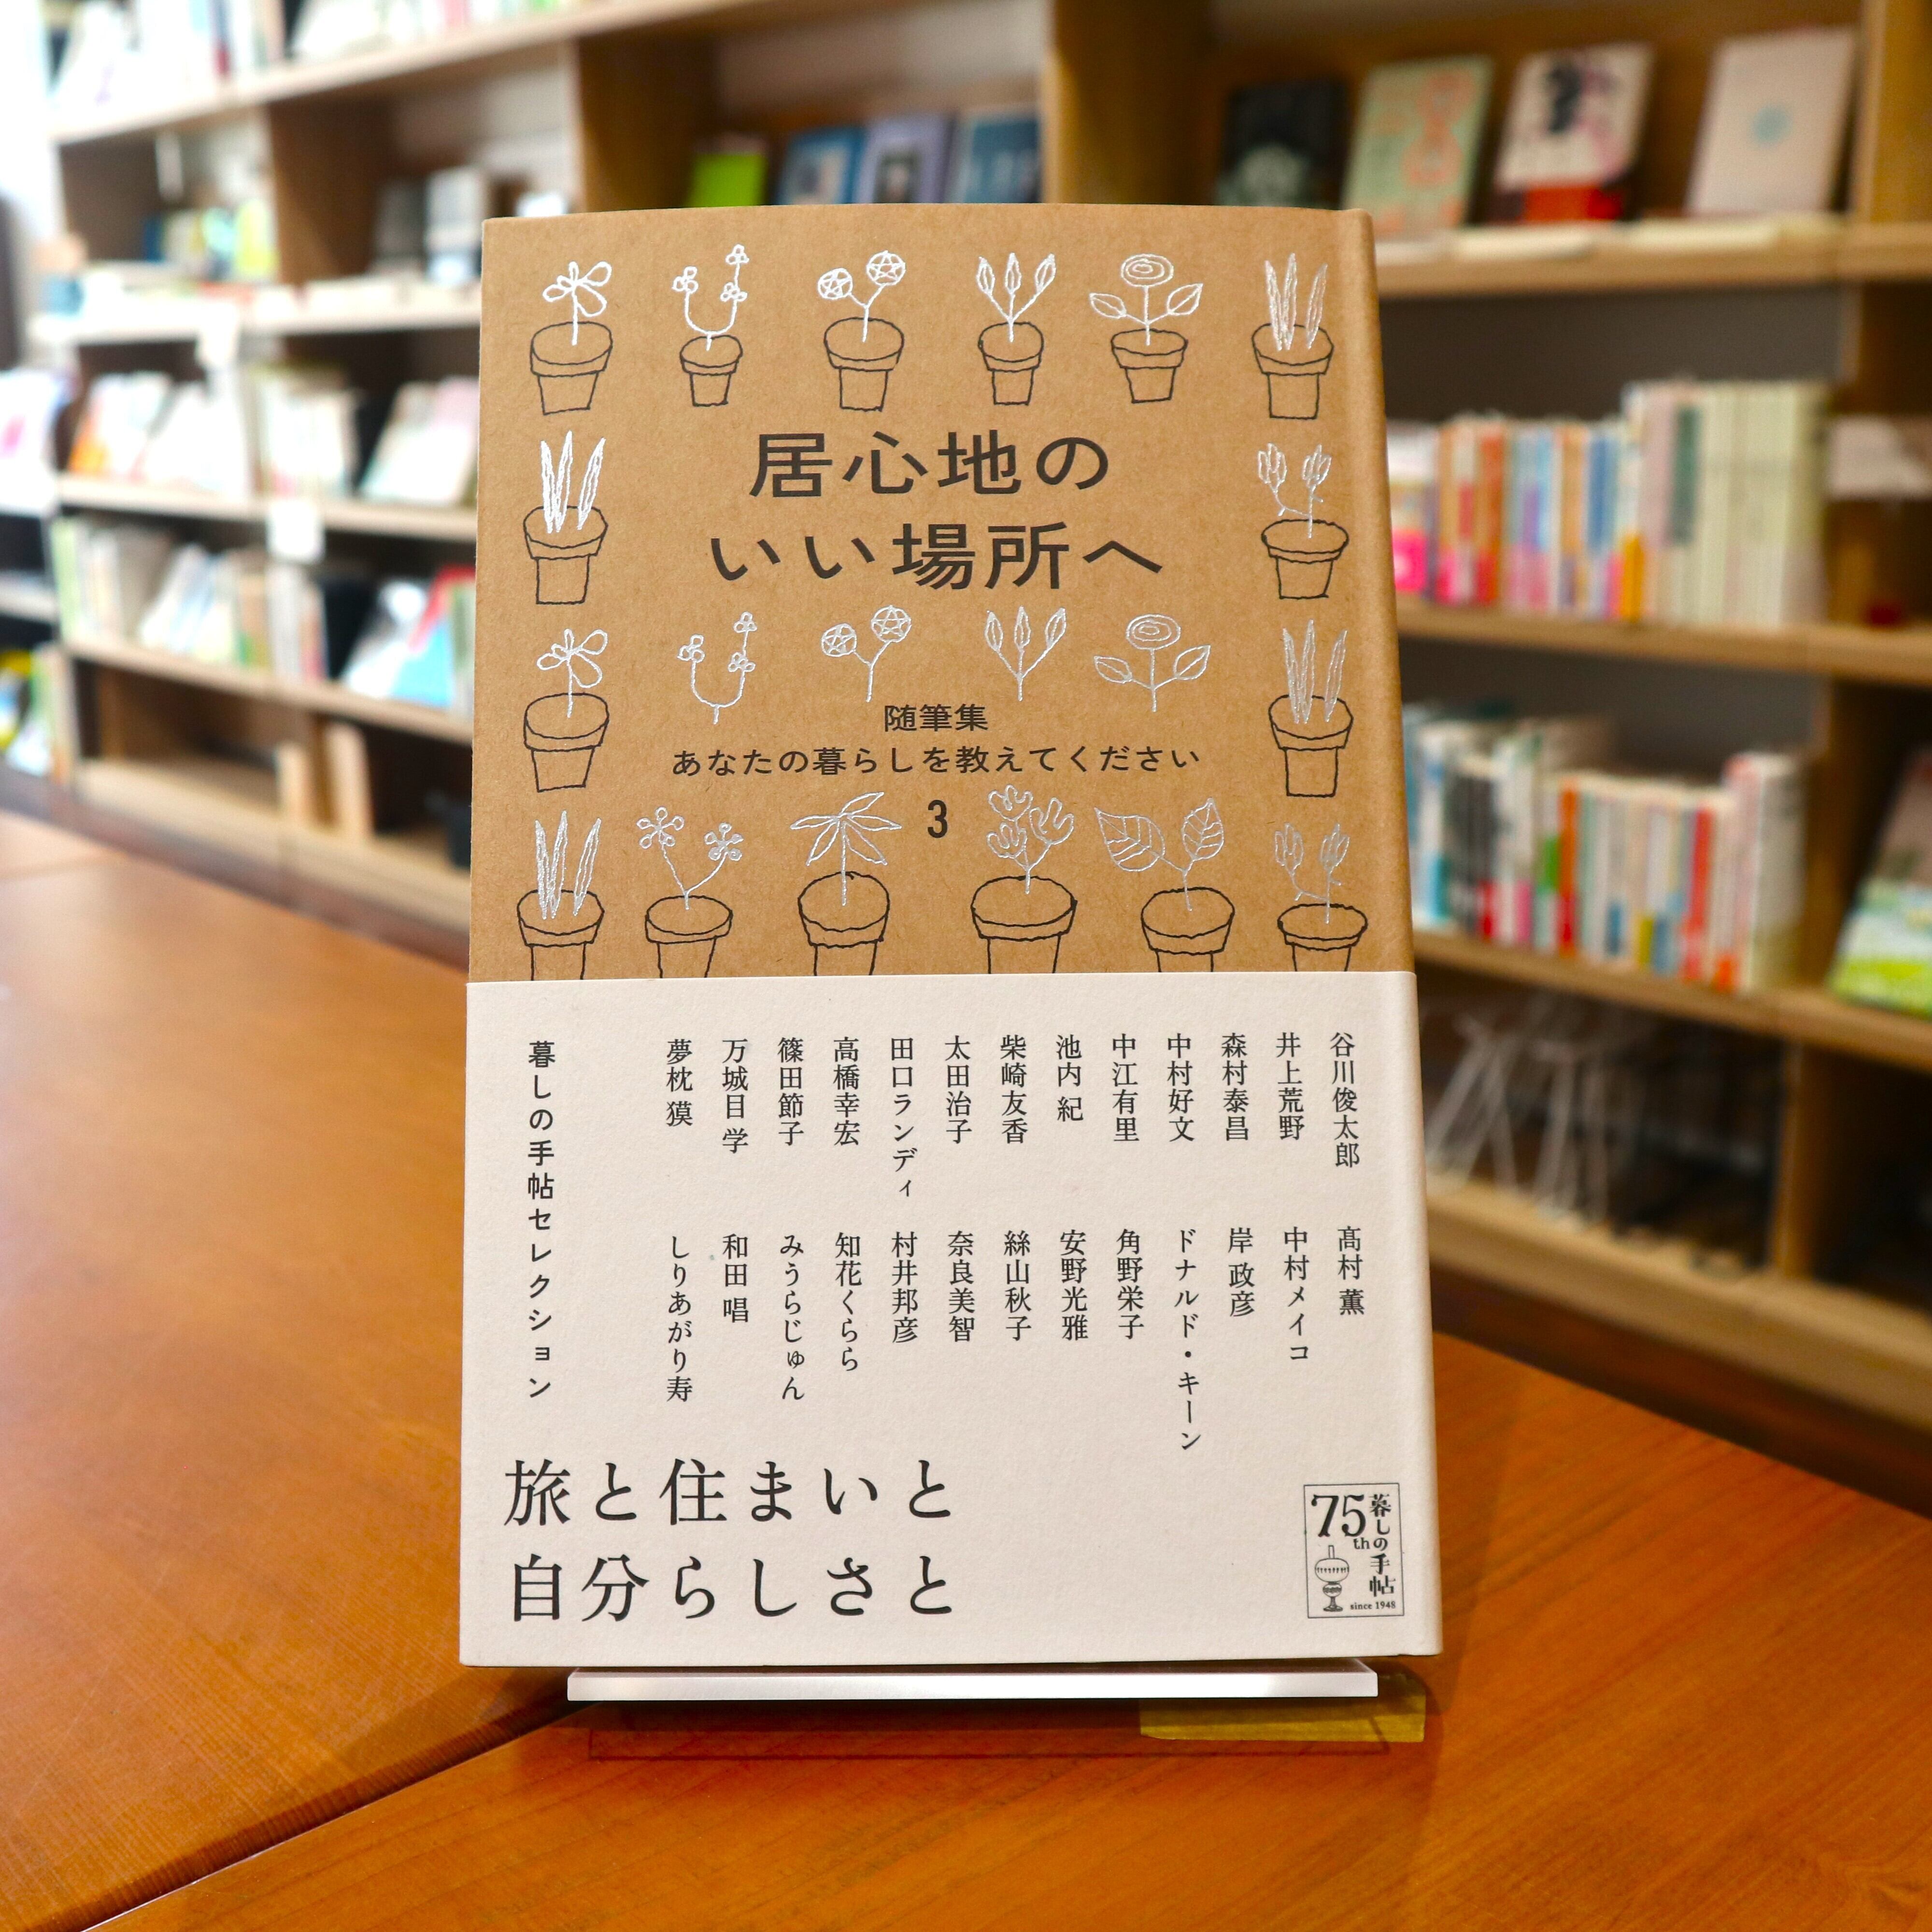 居心地の
いい場所へ
随筆集
あなたの暮らしを教えてください
3
谷川俊太郎
井上荒野
森村泰昌
中村好文
中江有里
池内 紀
柴崎友香
太田治子
田口ランディ
高橋幸宏
篠田節子
万城目 学
夢枕 獏
髙村 薫
中村メイコ
岸 政彦
ドナルド・キーン
角野栄子
安野光雅
絲山秋子
奈良美智
村井邦彦
知花くらら
みうらじゅん
和田 唱
しりあがり寿
暮しの手帖セレクション
旅と住まいと
自分らしさと
75th
暮しの手帖
since 1948